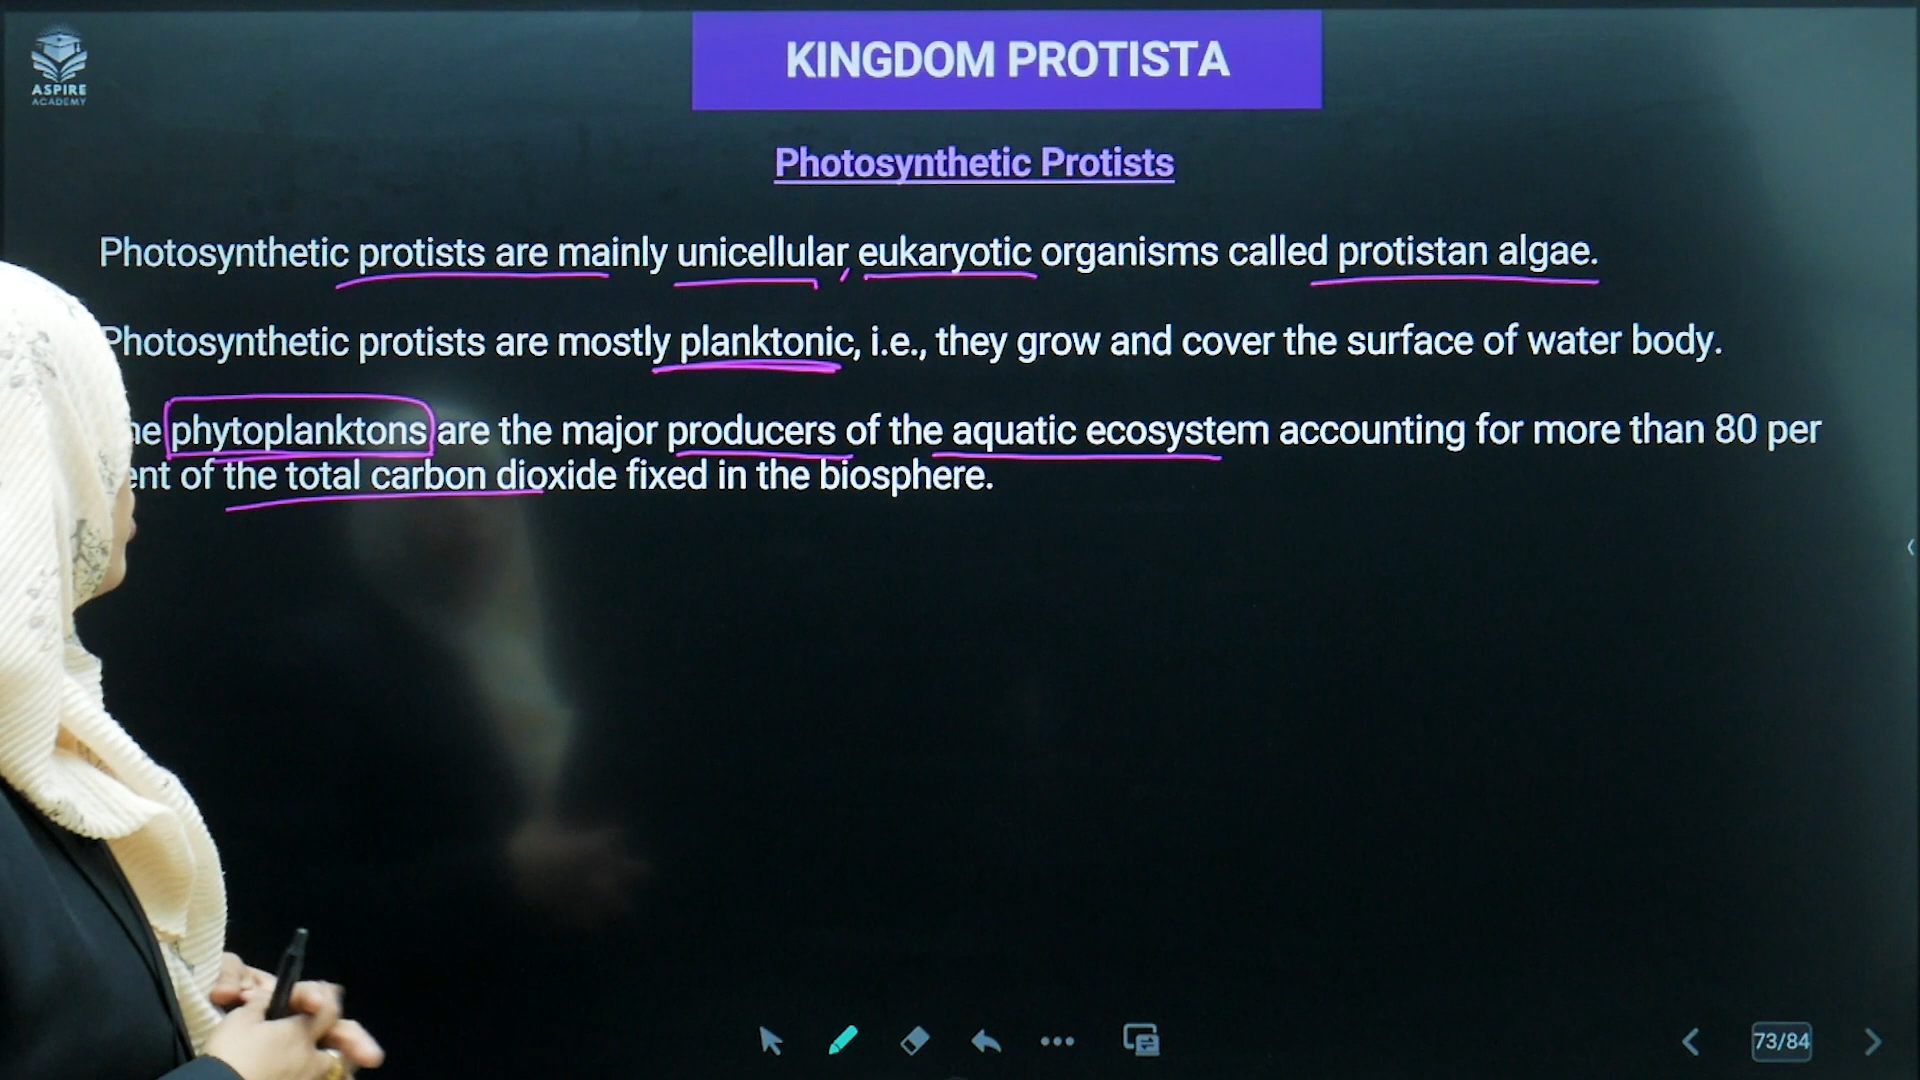 ASPIRE
ACADEMY
KINGDOM PROTISTA
Photosynthetic Protists
Photosynthetic protists are mainly unicellular, eukaryotic organisms called protistan algae.
Photosynthetic protists are mostly planktonic, i.e., they grow and cover the surface of water body.
phytoplanktons are the major producers of the aquatic ecosystem accounting for more than 80 per
of the total carbon dioxide fixed in the biosphere.
73/84